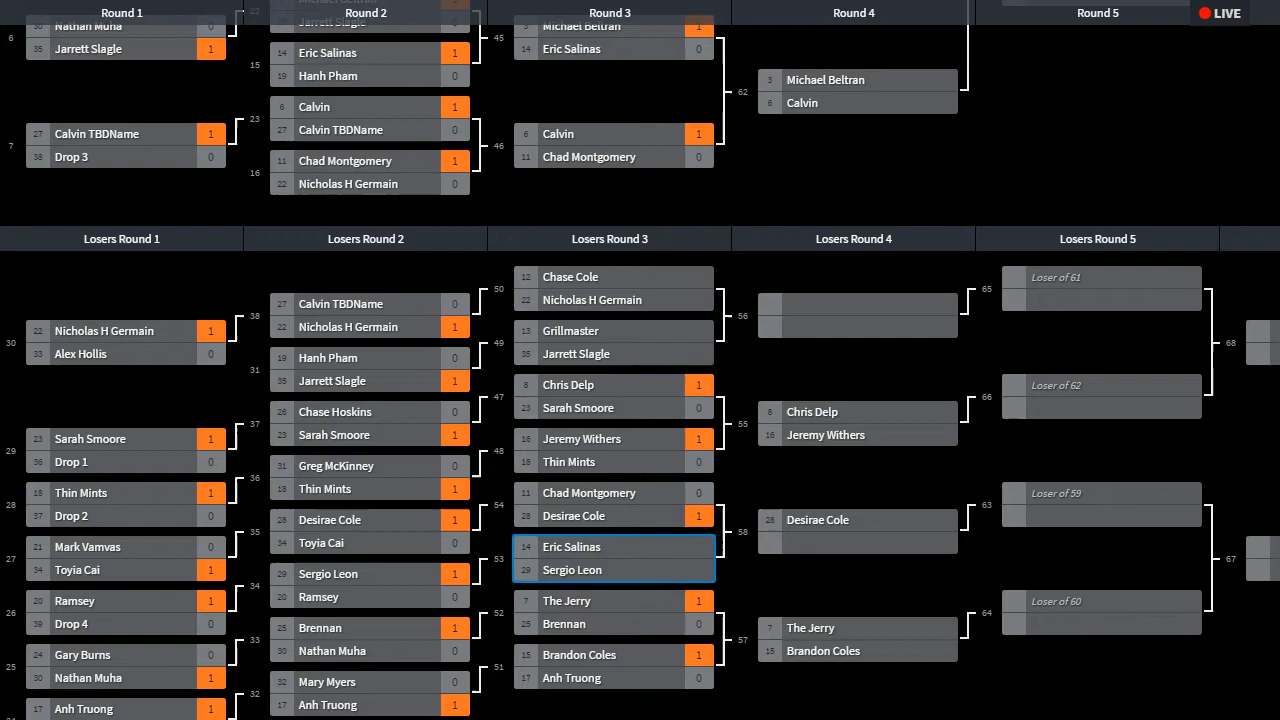 Round 1
Round 2
Round 3
Round 4
Round 5
LIVE
6
30 Nathan Muha 0
35 Jarrett Slagle 1
7
27 Calvin TBDName 1
38 Drop 3 0
22
Jarrett Slagle
15
14 Eric Salinas 1
19 Hanh Pham 0
23
6 Calvin 1
27 Calvin TBDName 0
16
11 Chad Montgomery 1
22 Nicholas H Germain 0
45
3 Michael Beltran 1
14 Eric Salinas 0
46
6 Calvin 1
11 Chad Montgomery 0
62
3 Michael Beltran
6 Calvin
Losers Round 1
Losers Round 2
Losers Round 3
Losers Round 4
Losers Round 5
30
22 Nicholas H Germain 1
33 Alex Hollis 0
29
23 Sarah Smoore 1
36 Drop 1 0
28
18 Thin Mints 1
37 Drop 2 0
27
21 Mark Vamvas 0
34 Toyia Cai 1
26
20 Ramsey 1
39 Drop 4 0
25
24 Gary Burns 0
30 Nathan Muha 1
17 Anh Truong 1
38
27 Calvin TBDName 0
22 Nicholas H Germain 1
31
19 Hanh Pham 0
35 Jarrett Slagle 1
37
26 Chase Hoskins 0
23 Sarah Smoore 1
36
31 Greg McKinney 0
18 Thin Mints 1
35
28 Desirae Cole 1
34 Toyia Cai 0
34
29 Sergio Leon 1
20 Ramsey 0
33
25 Brennan 1
30 Nathan Muha 0
32
32 Mary Myers 0
17 Anh Truong 1
50
12 Chase Cole
22 Nicholas H Germain
49
13 Grillmaster
35 Jarrett Slagle
47
8 Chris Delp 1
23 Sarah Smoore 0
48
16 Jeremy Withers 1
18 Thin Mints 0
54
11 Chad Montgomery 0
28 Desirae Cole 1
53
14 Eric Salinas
29 Sergio Leon
52
7 The Jerry 1
25 Brennan 0
51
15 Brandon Coles 1
17 Anh Truong 0
56
55
8 Chris Delp
16 Jeremy Withers
58
28 Desirae Cole
57
7 The Jerry
15 Brandon Coles
65
Loser of 61
66
Loser of 62
63
Loser of 59
64
Loser of 60
68
67